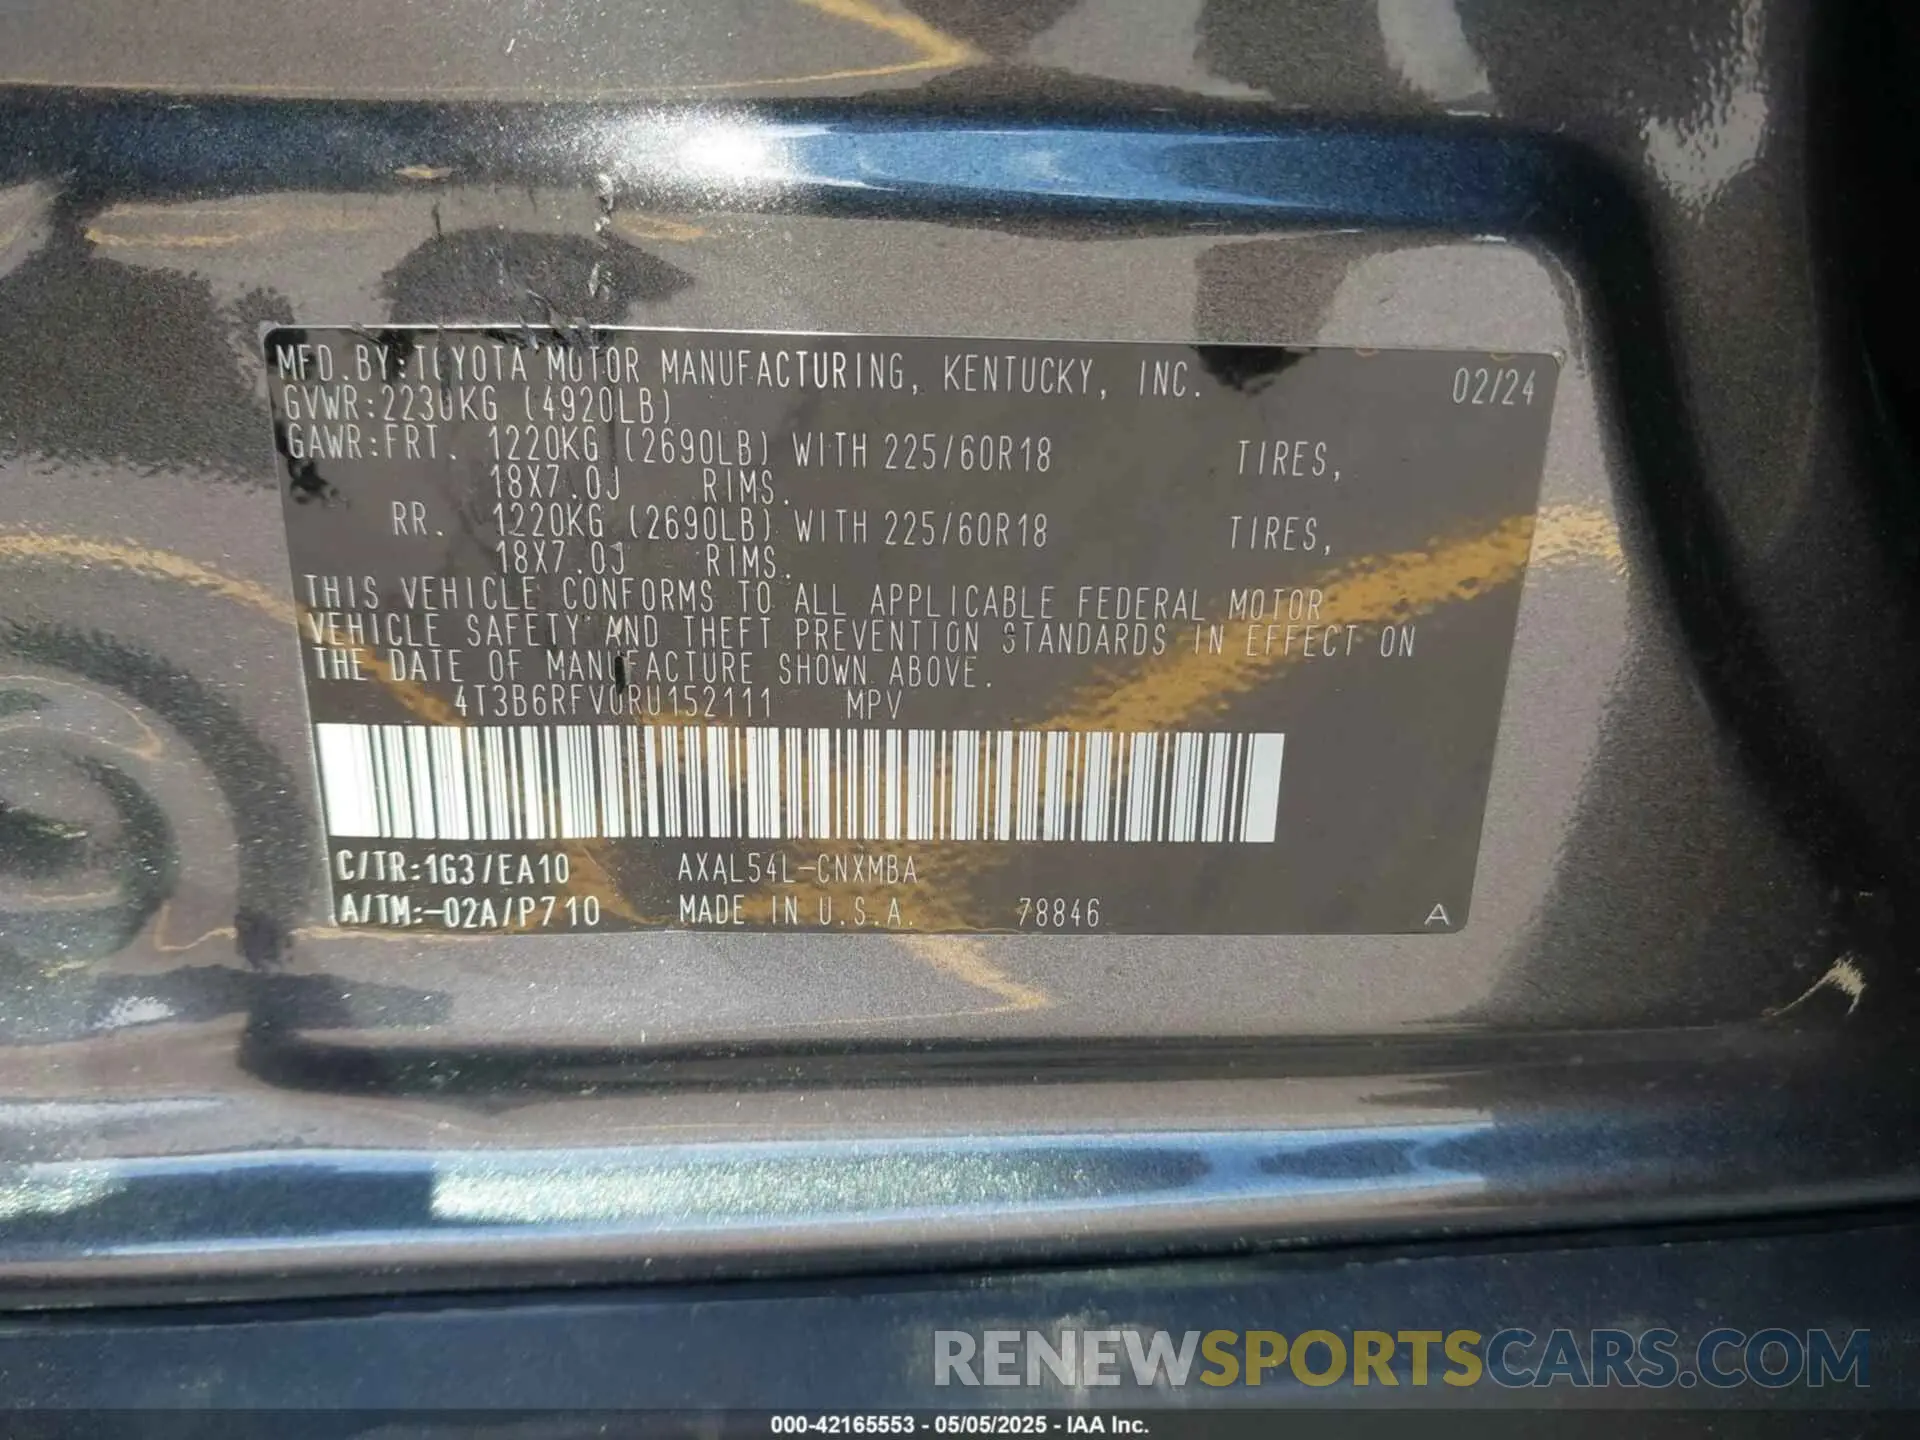 MFD.BY:TOYOTA MOTOR MANUFACTURING, KENTUCKY, INC. 02/24
GVWR:2230KG (4920LB)
GAWR:FRT. 1220KG (2690LB) WITH 225/60R18 TIRES,
18X7.0J RIMS.
RR. 1220KG (2690LB) WITH 225/60R18 TIRES,
18X7.0J RIMS.
THIS VEHICLE CONFORMS TO ALL APPLICABLE FEDERAL MOTOR
VEHICLE SAFETY AND THEFT PREVENTION STANDARDS IN EFFECT ON
THE DATE OF MANUFACTURE SHOWN ABOVE.
4T3B6RFV0RU152111 MPV
C/TR:1G3/EA10 AXAL54L-CNXMBA
A/TM:-02A/P710 MADE IN U.S.A. 78846 A
RENEWSPORTSCARS.COM
000-42165553 - 05/05/2025 - IAA Inc.